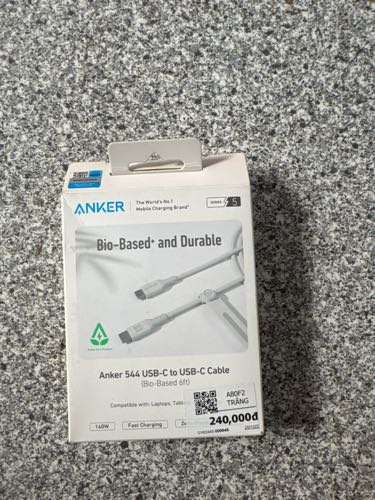 ANKER
The World's No.1
Mobile Charging Brand*
SERIES 5
Bio-Based* and Durable
Anker 544 USB-C to USB-C Cable
(Bio-Based 6ft)
Compatible with: Laptops, Tablets
A80F2
TRẮNG
240,000đ
140W
Fast Charging